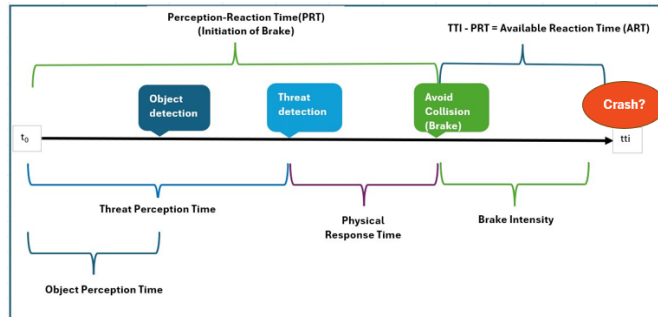 Perception-Reaction Time(PRT)
(Initiation of Brake)
TTI - PRT = Available Reaction Time (ART)
Object
detection
Threat
detection
Avoid
Collision
(Brake)
Crash?
t0
tti
Threat Perception Time
Physical
Response Time
Brake Intensity
Object Perception Time